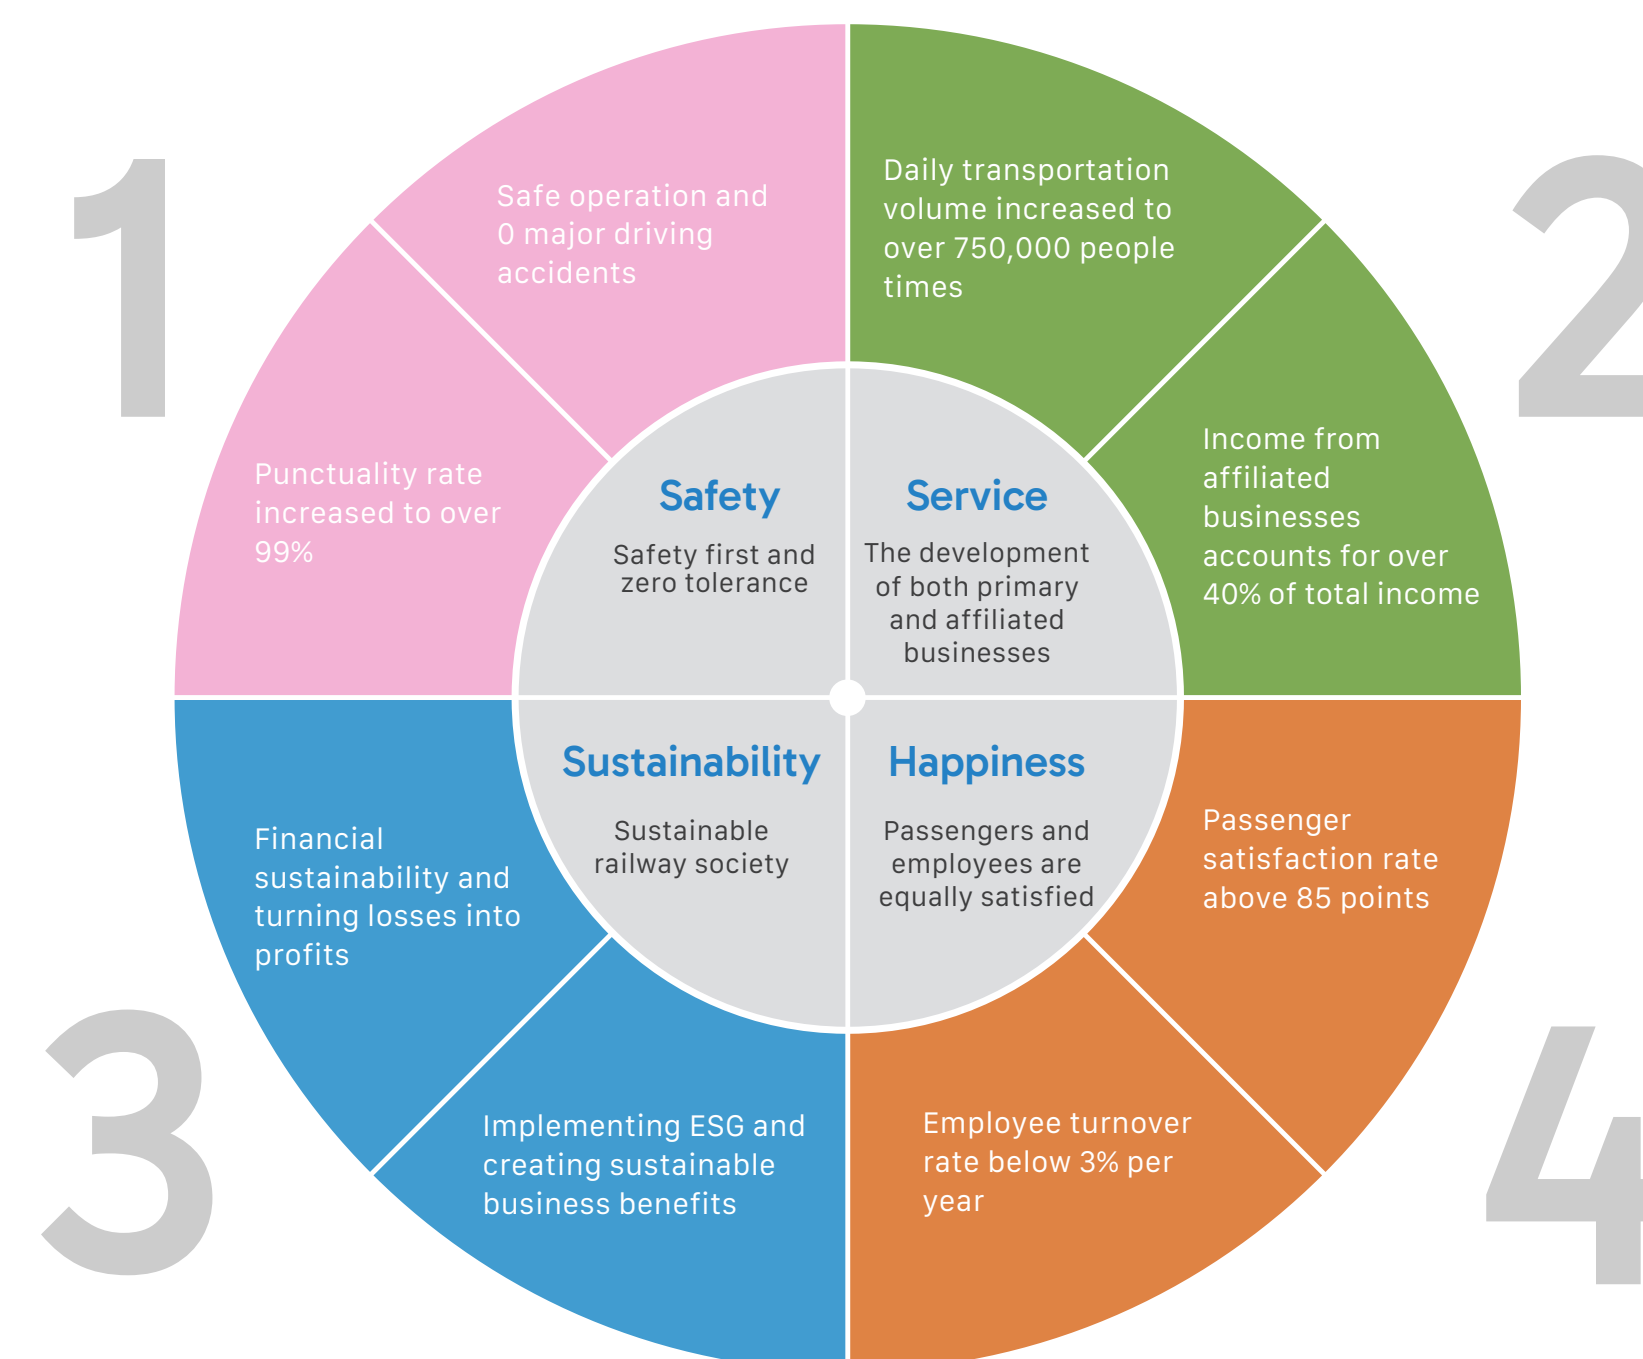 1
Safe operation and
0 major driving
accidents
Punctuality rate
increased to over
99%
Safety
Safety first and
zero tolerance
2
Daily transportation
volume increased to
over 750,000 people
times
Income from
affiliated
businesses
accounts for over
40% of total income
Service
The development
of both primary
and affiliated
businesses
3
Sustainability
Sustainable
railway society
Financial
sustainability and
turning losses into
profits
Implementing ESG and
creating sustainable
business benefits
4
Happiness
Passengers and
employees are
equally satisfied
Passenger
satisfaction rate
above 85 points
Employee turnover
rate below 3% per
year